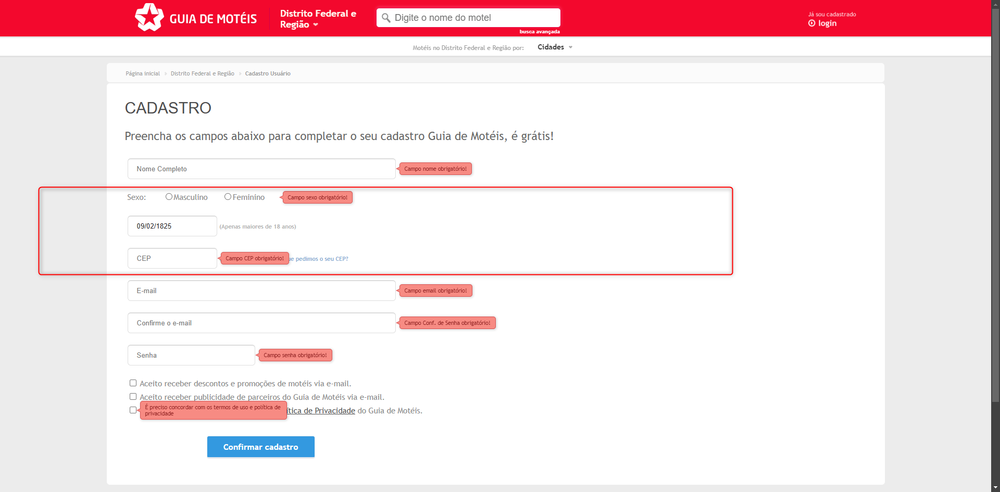 GUIA DE MOTÉIS
Distrito Federal e
Região
Digite o nome do motel
busca avançada
Já sou cadastrado
login
Motéis no Distrito Federal e Região por:
Cidades
Página inicial
Distrito Federal e Região
Cadastro Usuário
CADASTRO
Preencha os campos abaixo para completar o seu cadastro Guia de Motéis, é grátis!
Nome Completo
Campo nome obrigatório!
Sexo:
Masculino
Feminino
Campo sexo obrigatório!
09/02/1825
(Apenas maiores de 18 anos)
CEP
Campo CEP obrigatório!
pedimos o seu CEP?
E-mail
Campo email obrigatório!
Confirme o e-mail
Campo Conf. de Senha obrigatório!
Senha
Campo senha obrigatório!
Aceito receber descontos e promoções de motéis via e-mail.
Aceito receber publicidade de parceiros do Guia de Motéis via e-mail.
É preciso concordar com os termos de uso e política de
privacidade
ítica de Privacidade do Guia de Motéis.
Confirmar cadastro